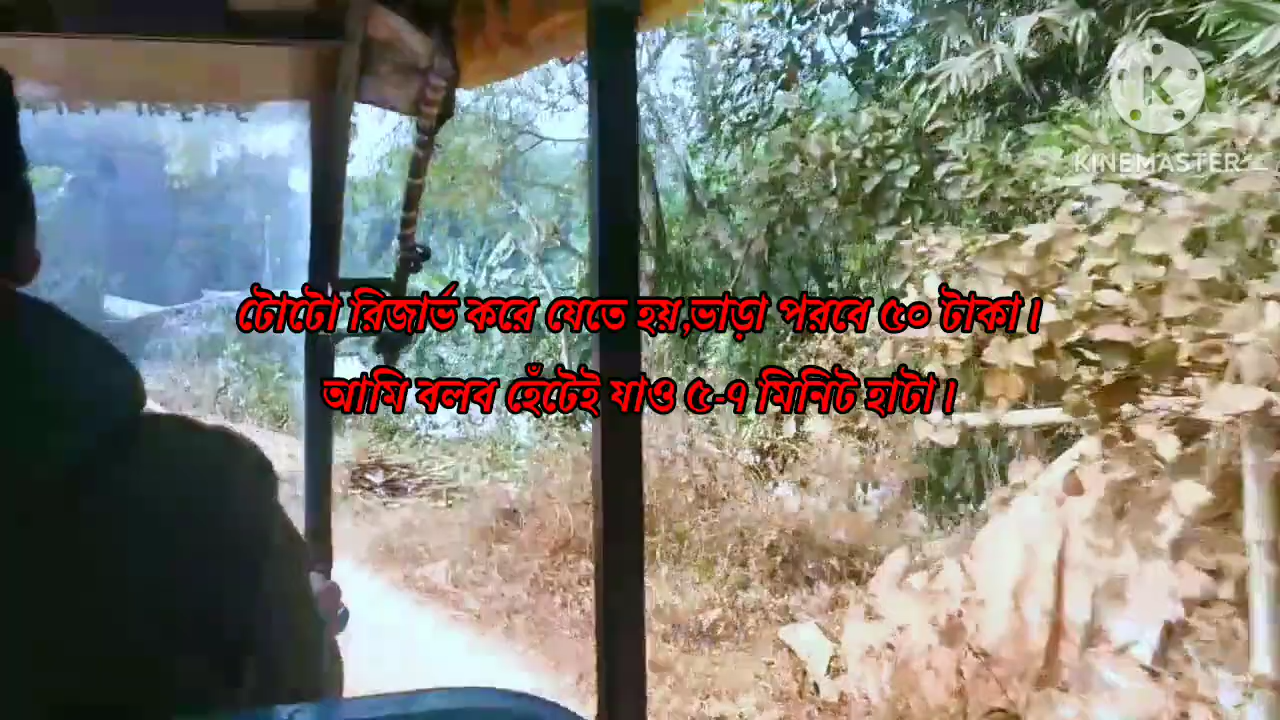 K
KINEMASTER
টোটো রিজার্ভ করে যেতে হয়,ভাড়া পরবে ৫০ টাকা।
আমি বলব হেঁটেই যাও ৫-৭ মিনিট হাটা।